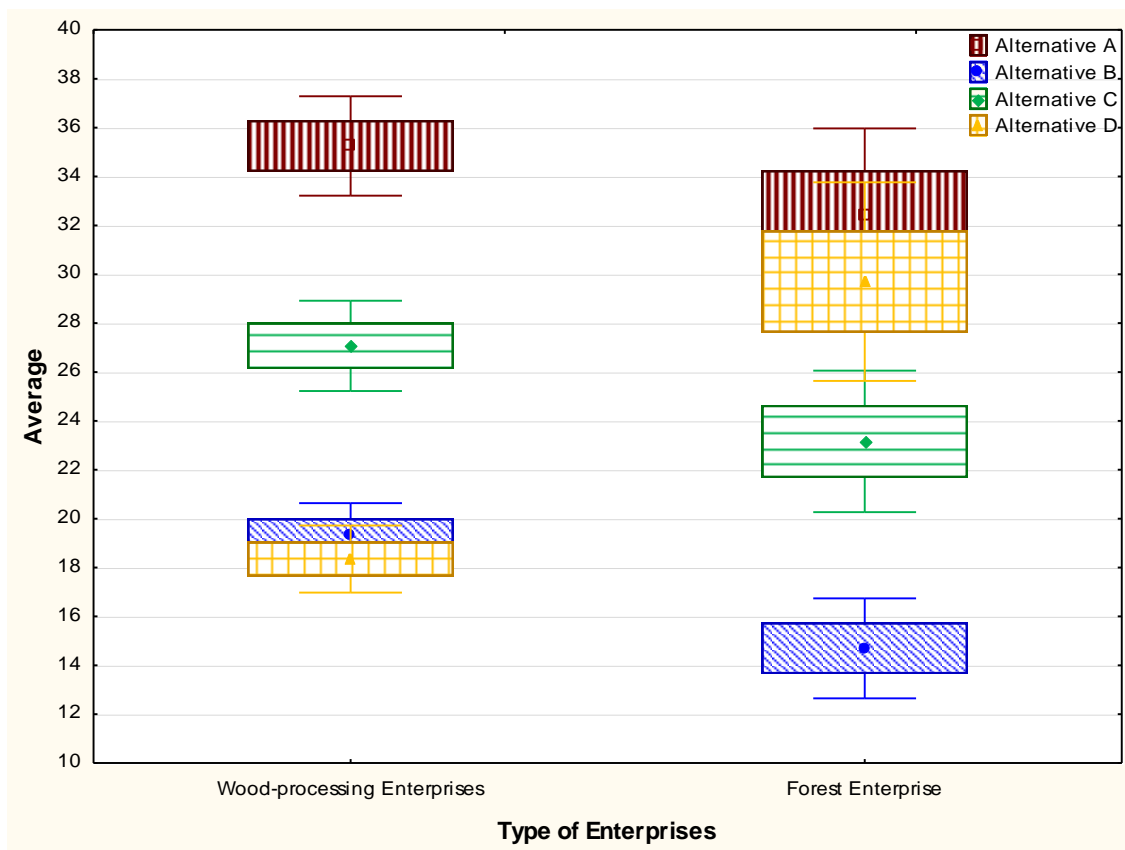 40
38
36
34
32
30
28
26
24
22
20
18
16
14
12
10
Average
Alternative A
Alternative B
Alternative C
Alternative D
Wood-processing Enterprises
Forest Enterprise
Type of Enterprises